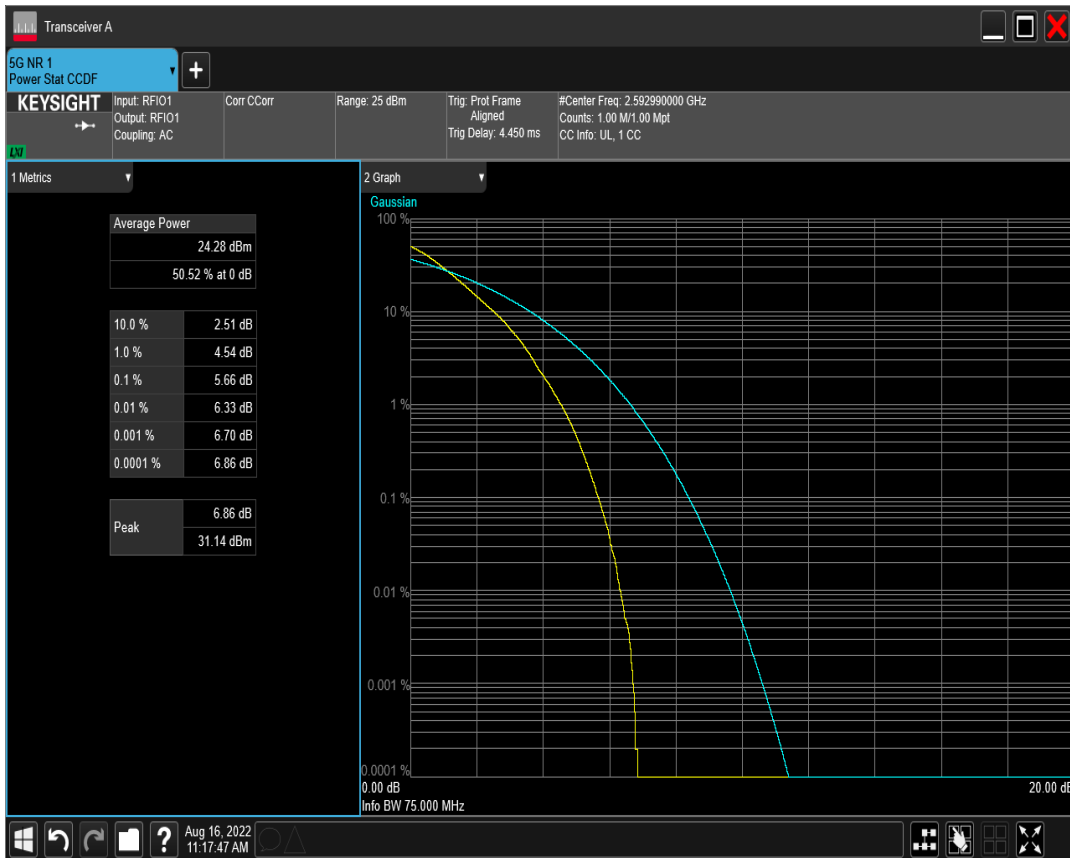 Transceiver A
5G NR 1
Power Stat CCDF
+
KEYSIGHT
LXI
Input: RFIO1
Output: RFIO1
Coupling: AC
Corr CCorr
Range: 25 dBm
Trig: Prot Frame
Aligned
Trig Delay: 4.450 ms
#Center Freq: 2.592990000 GHz
Counts: 1.00 M/1.00 Mpt
CC Info: UL, 1 CC
1 Metrics
Average Power
24.28 dBm
50.52 % at 0 dB
10.0 % 2.51 dB
1.0 % 4.54 dB
0.1 % 5.66 dB
0.01 % 6.33 dB
0.001 % 6.70 dB
0.0001 % 6.86 dB
Peak
6.86 dB
31.14 dBm
2 Graph
Gaussian
100 %
10 %
1 %
0.1 %
0.01 %
0.001 %
0.0001 %
0.00 dB
20.00 dB
Info BW 75.000 MHz
?
Aug 16, 2022
11:17:47 AM